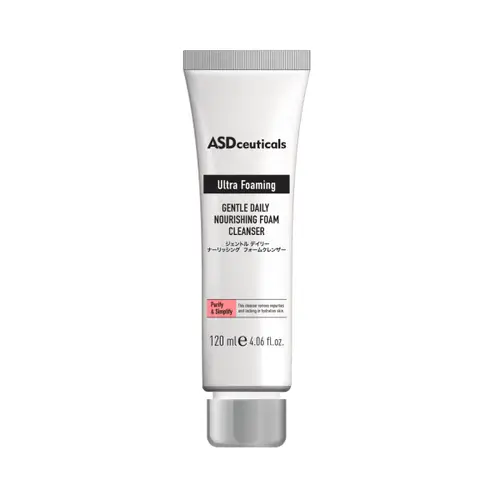 ASDceuticals
Ultra Foaming
GENTLE DAILY
NOURISHING FOAM
CLEANSER
ジェントル デイリー
ナーリッシング フォームクレンザー
Purify
& Simplify
This cleanser remove impurities
and locking in hydration skin.
120 ml e 4.06 fl.oz.